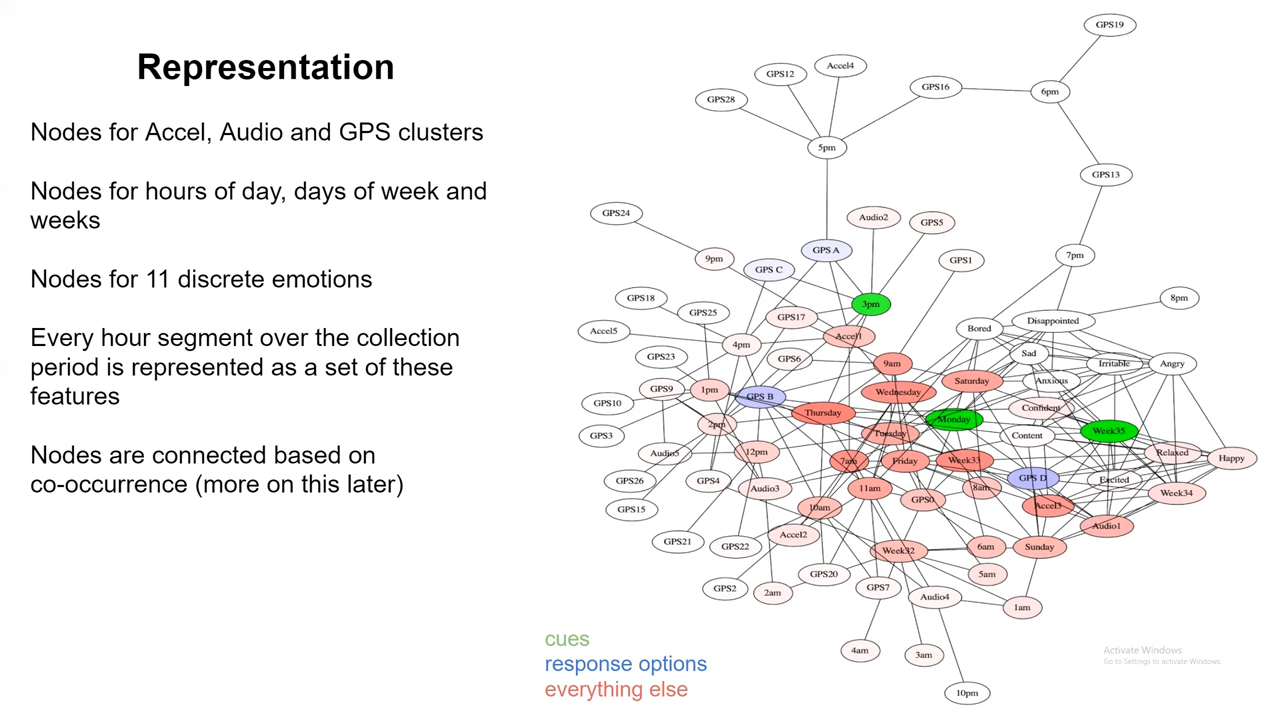 Representation
Nodes for Accel, Audio and GPS clusters
Nodes for hours of day, days of week and
weeks
Nodes for 11 discrete emotions
Every hour segment over the collection
period is represented as a set of these
features
Nodes are connected based on
co-occurrence (more on this later)
GPS19
Accel4
GPS12
GPS16
6pm
GPS28
5pm
GPS13
GPS24
Audio2
GPS5
GPS A
9pm
GPS C
GPS1
7pm
GPS18
3pm
8pm
GPS25
GPS17
Disappointed
Accel5
Bored
4pm
Accel1
GPS23
GPS6
Sad
9am
Irritable
Angry
GPS9
1pm
GPS B
Wednesday
Saturday
Anxious
GPS10
Thursday
Confident
GPS3
2pm
Monday
Week35
Tuesday
Content
Audio5
12pm
7am
Friday
Week33
Relaxed
Happy
GPS26
GPS4
Audio3
11am
8am
GPS D
Excited
Week34
GPS15
10am
GPS0
Accel3
Audio1
GPS21
GPS22
Accel2
Week32
6am
Sunday
GPS2
2am
GPS20
GPS7
5am
Audio4
1am
4am
3am
10pm
cues
response options
everything else
Activate Windows
Go to Settings to activate Windows.